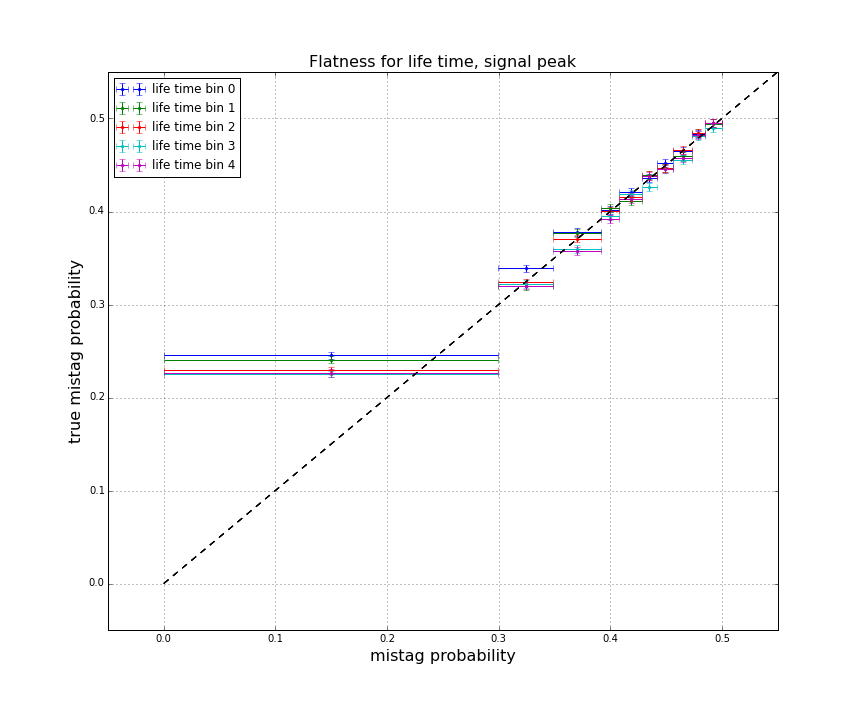 Flatness for life time, signal peak
life time bin 0
life time bin 1
life time bin 2
life time bin 3
life time bin 4
true mistag probability
0.5
0.4
0.3
0.2
0.1
0.0
0.0 0.1 0.2 0.3 0.4 0.5
mistag probability